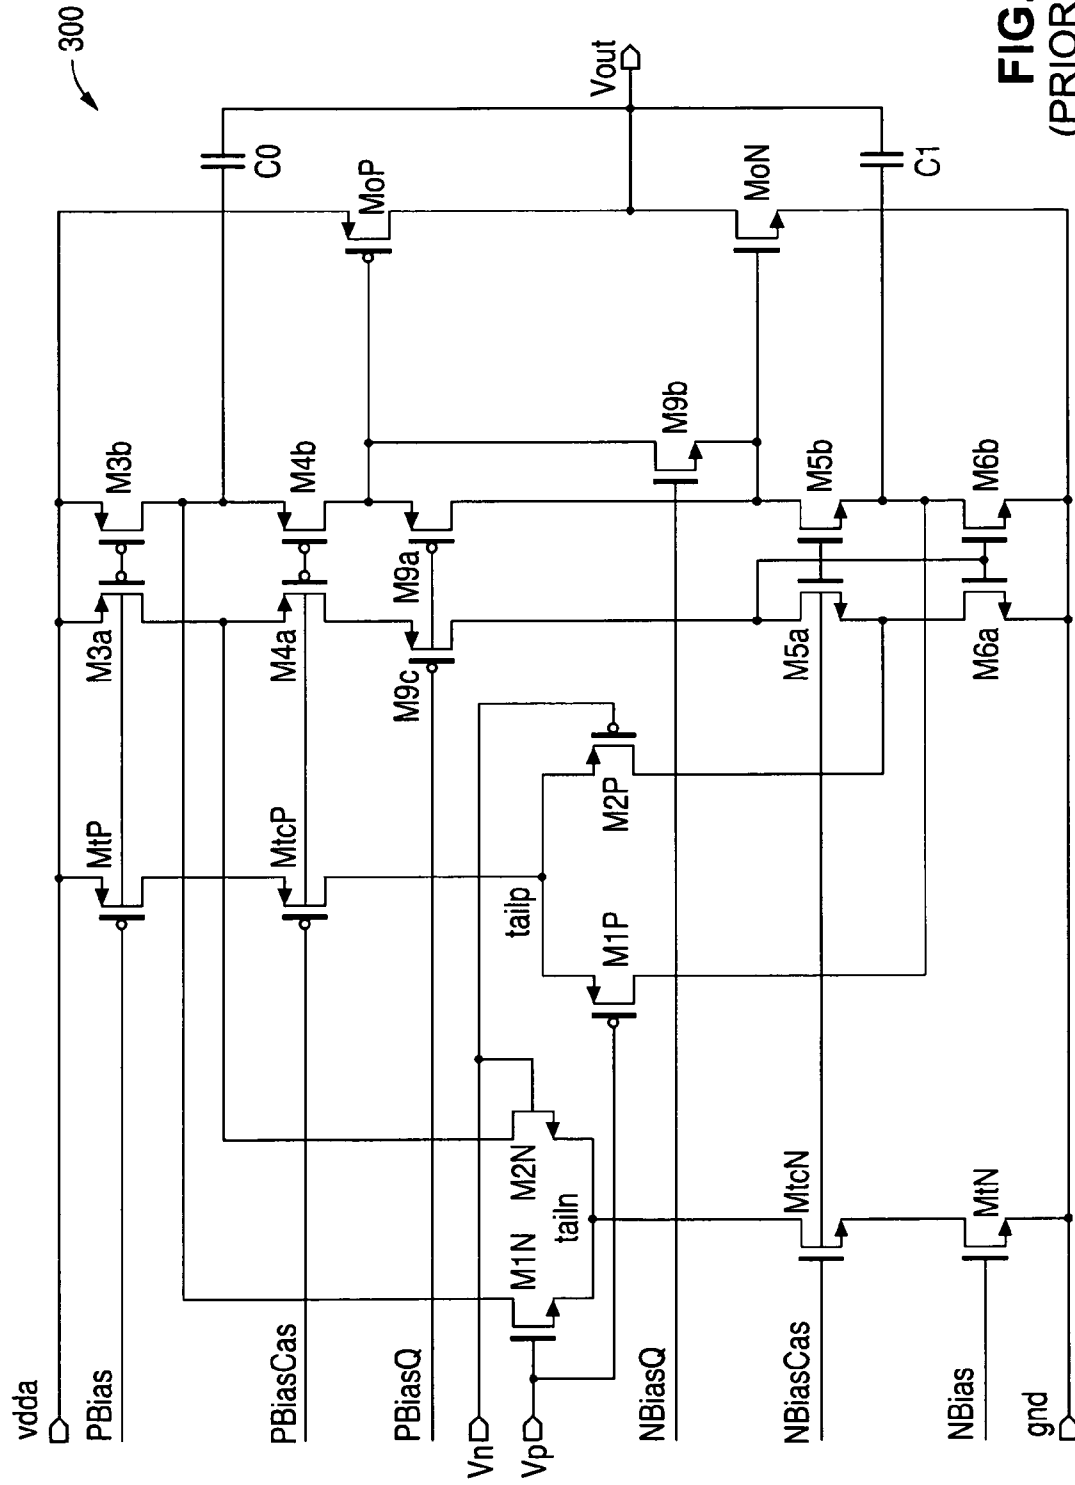 300
vdda
PBias
PBiasCas
PBiasQ
Vn
Vp
NBiasQ
NBiasCas
NBias
gnd
MtP
MtcP
M3a
M3b
M4a
M4b
M9c
M9a
M9b
C0
MoP
Vout
MoN
C1
M1N
M2N
tailn
tailp
M1P
M2P
MtcN
MtN
M5a
M5b
M6a
M6b
FIG.
(PRIOR